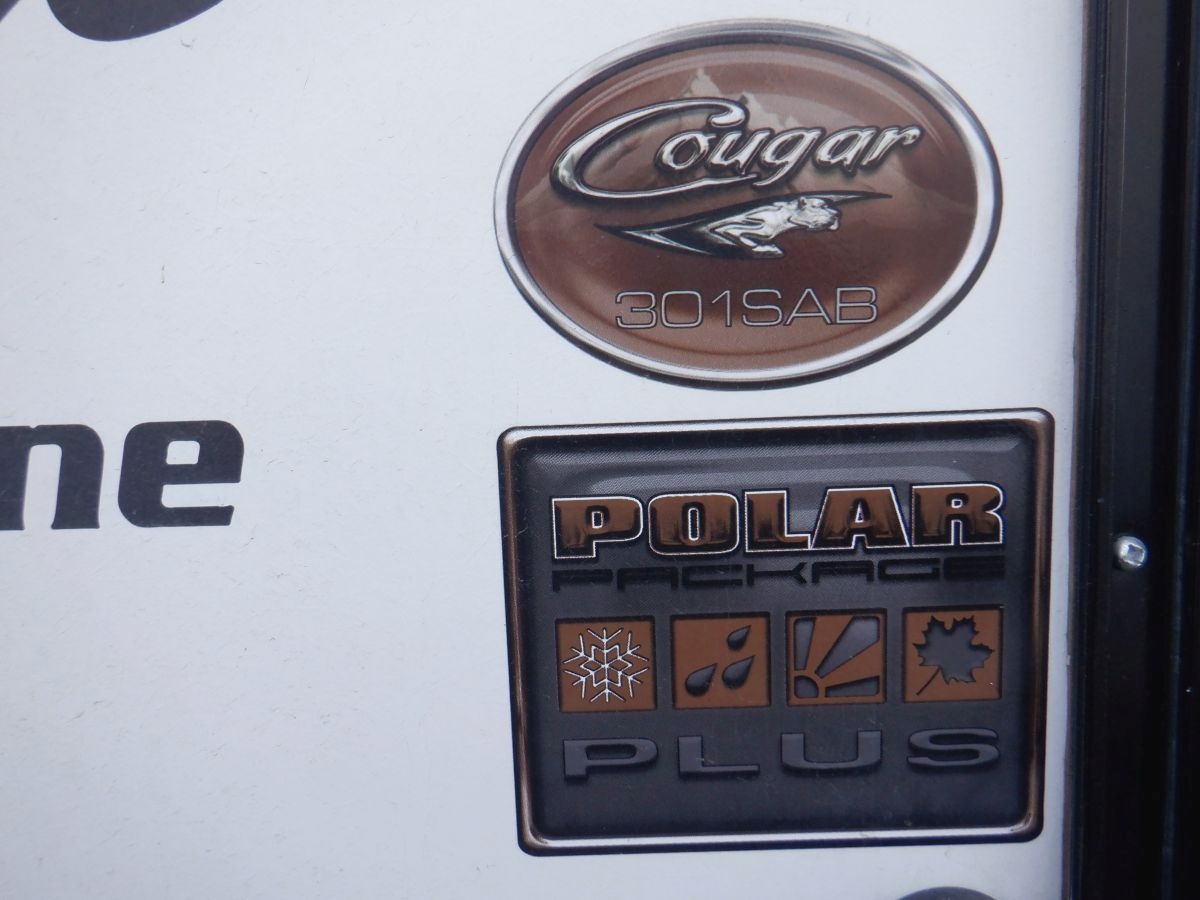 Cougar
301SAB
ne
POLAR
PACKAGE
PLUS